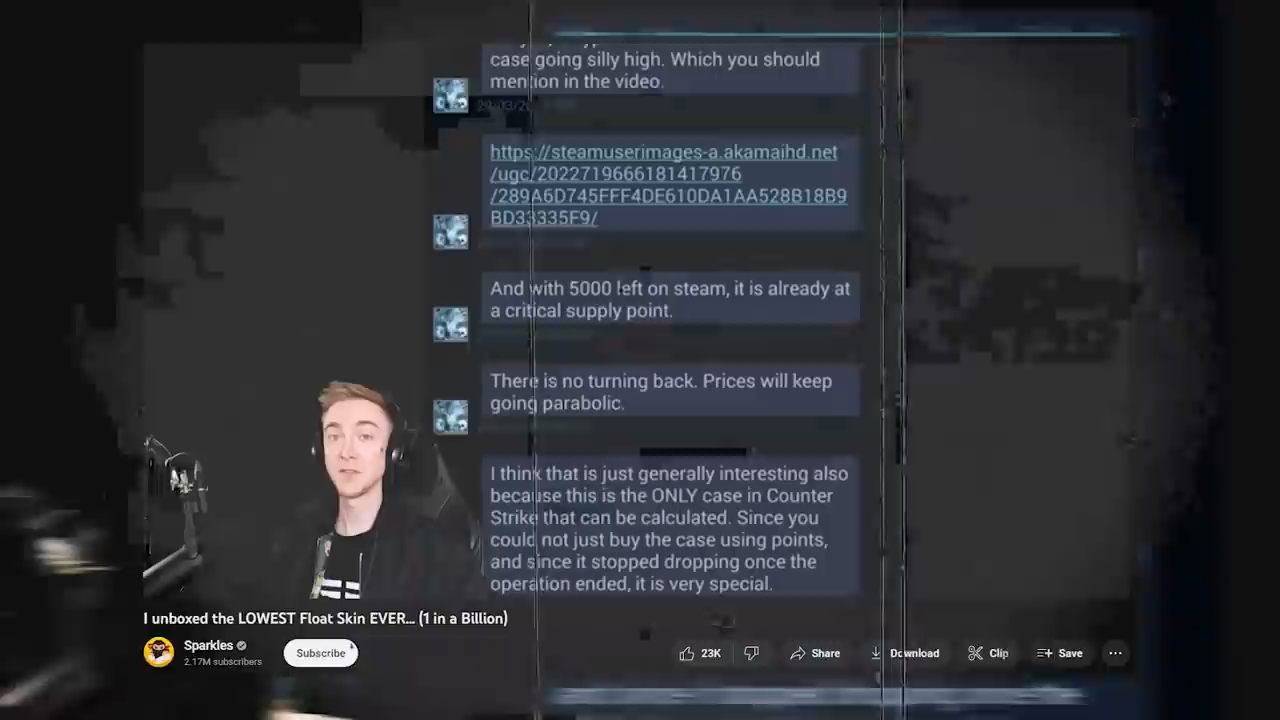 case going silly high. Which you should
mention in the video.
https://steamuserimages-a.akamaihd.net
/ugc/2022719666181417976
/289A6D745FFF4DE610DA1AA528B18B9
BD33335F9/
And with 5000 left on steam, it is already at
a critical supply point.
There is no turning back. Prices will keep
going parabolic.
I think that is just generally interesting also
because this is the ONLY case in Counter
Strike that can be calculated. Since you
could not just buy the case using points,
and since it stopped dropping once the
operation ended, it is very special.
I unboxed the LOWEST Float Skin EVER... (1 in a Billion)
Sparkles
2.17M subscribers
Subscribe
23K
Share
Download
Clip
Save